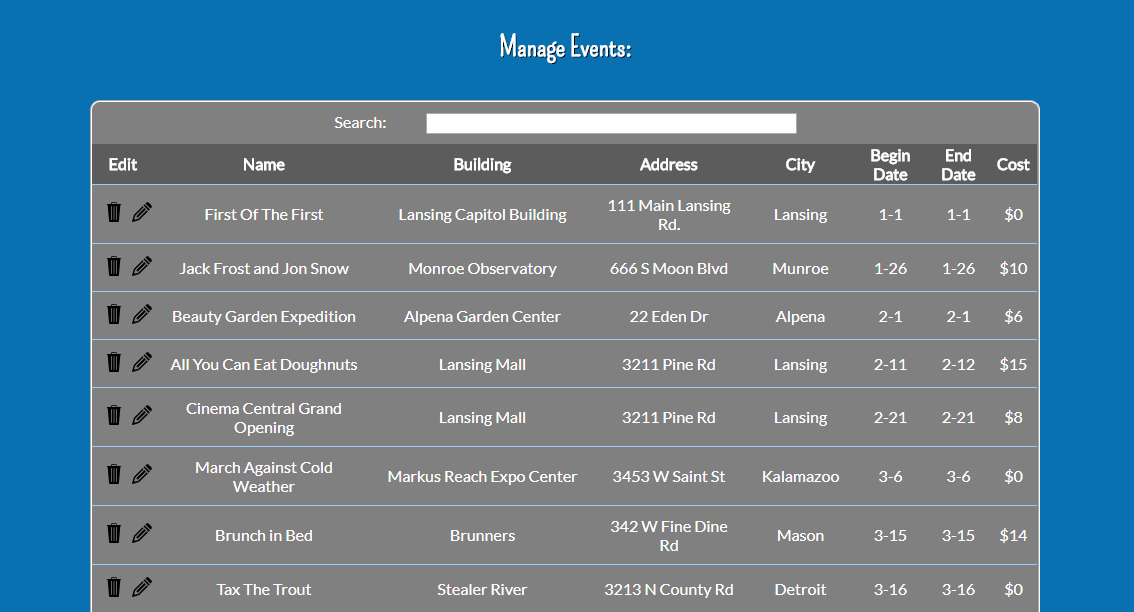 Manage Events:
Search:
Edit Name Building Address City Begin Date End Date Cost
First Of The First Lansing Capitol Building 111 Main Lansing Rd. Lansing 1-1 1-1 $0
Jack Frost and Jon Snow Monroe Observatory 666 S Moon Blvd Munroe 1-26 1-26 $10
Beauty Garden Expedition Alpena Garden Center 22 Eden Dr Alpena 2-1 2-1 $6
All You Can Eat Doughnuts Lansing Mall 3211 Pine Rd Lansing 2-11 2-12 $15
Cinema Central Grand Opening Lansing Mall 3211 Pine Rd Lansing 2-21 2-21 $8
March Against Cold Weather Markus Reach Expo Center 3453 W Saint St Kalamazoo 3-6 3-6 $0
Brunch in Bed Brunners 342 W Fine Dine Rd Mason 3-15 3-15 $14
Tax The Trout Stealer River 3213 N County Rd Detroit 3-16 3-16 $0